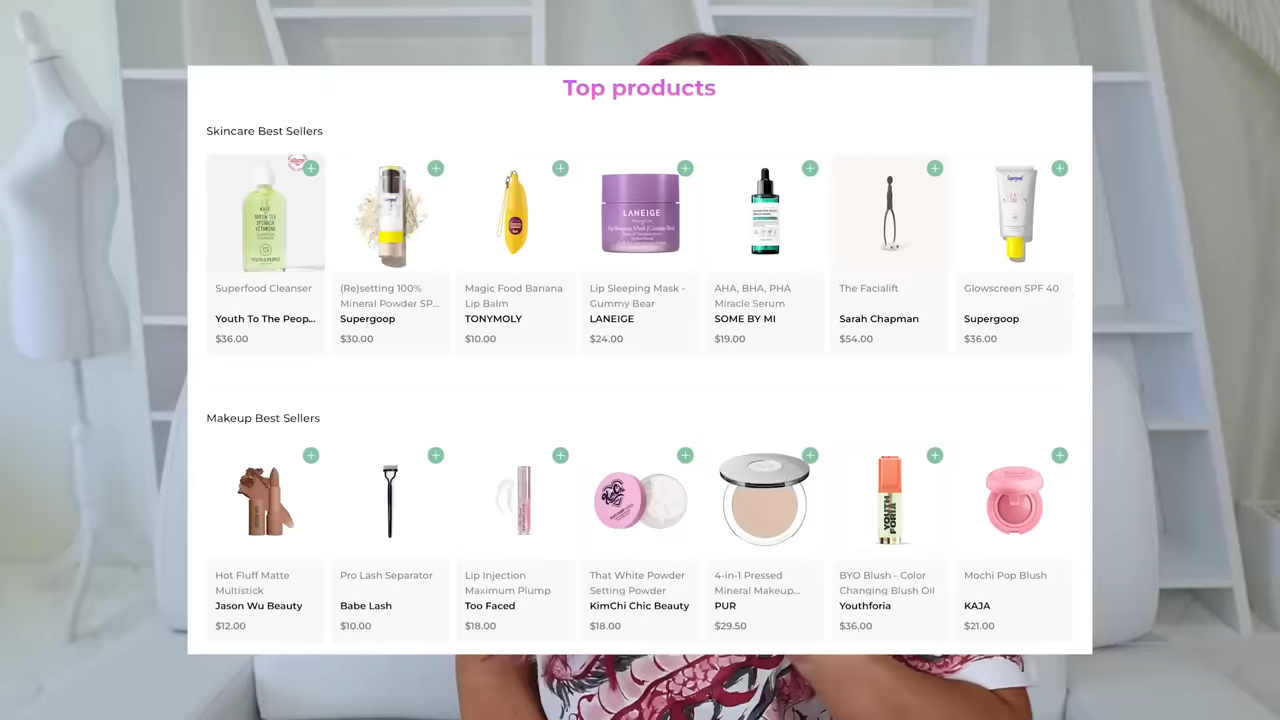 Top products
Skincare Best Sellers
Superfood Cleanser
Youth To The Peop...
$36.00
(Re)setting 100%
Mineral Powder SP...
Supergoop
$30.00
Magic Food Banana
Lip Balm
TONYMOLY
$10.00
LANEIGE
Lip Sleeping Mask -
Gummy Bear
LANEIGE
$24.00
AHA, BHA, PHA
Miracle Serum
SOME BY MI
$19.00
The Facialift
Sarah Chapman
$54.00
Glowscreen SPF 40
Supergoop
$36.00
Makeup Best Sellers
Hot Fluff Matte
Multistick
Jason Wu Beauty
$12.00
Pro Lash Separator
Babe Lash
$10.00
Lip Injection
Maximum Plump
Too Faced
$18.00
That White Powder
Setting Powder
KimChi Chic Beauty
$18.00
4-in-1 Pressed
Mineral Makeup...
PUR
$29.50
YOUTH
FORIA
BYO Blush - Color
Changing Blush Oil
Youthforia
$36.00
Mochi Pop Blush
KAJA
$21.00